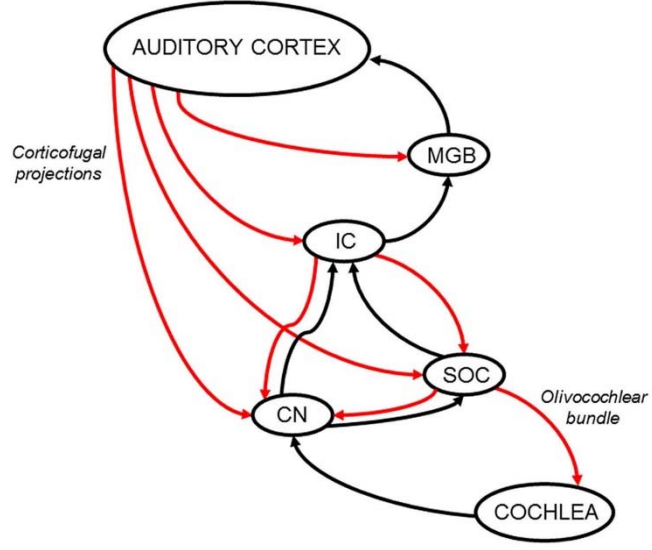 AUDITORY CORTEX
Corticofugal
projections
MGB
IC
SOC
Olivocochlear
bundle
CN
COCHLEA